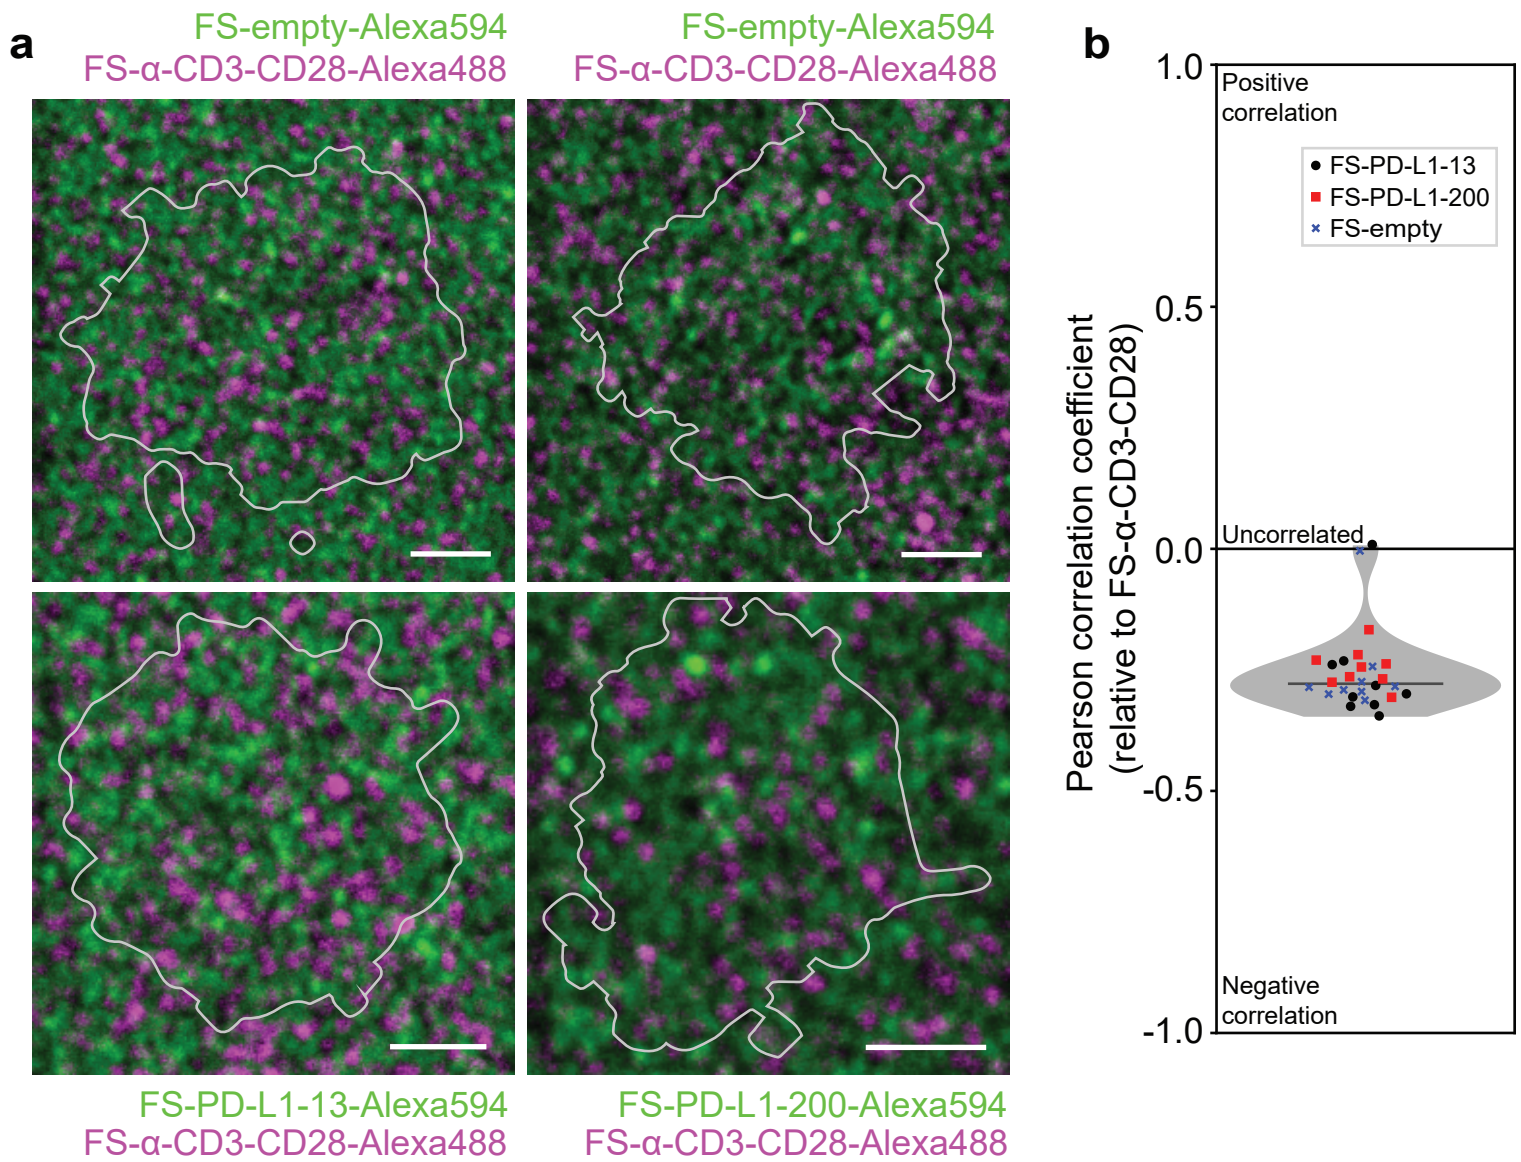 a
FS-empty-Alexa594
FS-α-CD3-CD28-Alexa488
FS-empty-Alexa594
FS-α-CD3-CD28-Alexa488
FS-PD-L1-13-Alexa594
FS-α-CD3-CD28-Alexa488
FS-PD-L1-200-Alexa594
FS-α-CD3-CD28-Alexa488
b
Pearson correlation coefficient
(relative to FS-α-CD3-CD28)
1.0
0.5
0.0
-0.5
-1.0
Positive
correlation
FS-PD-L1-13
FS-PD-L1-200
FS-empty
Uncorrelated
Negative
correlation